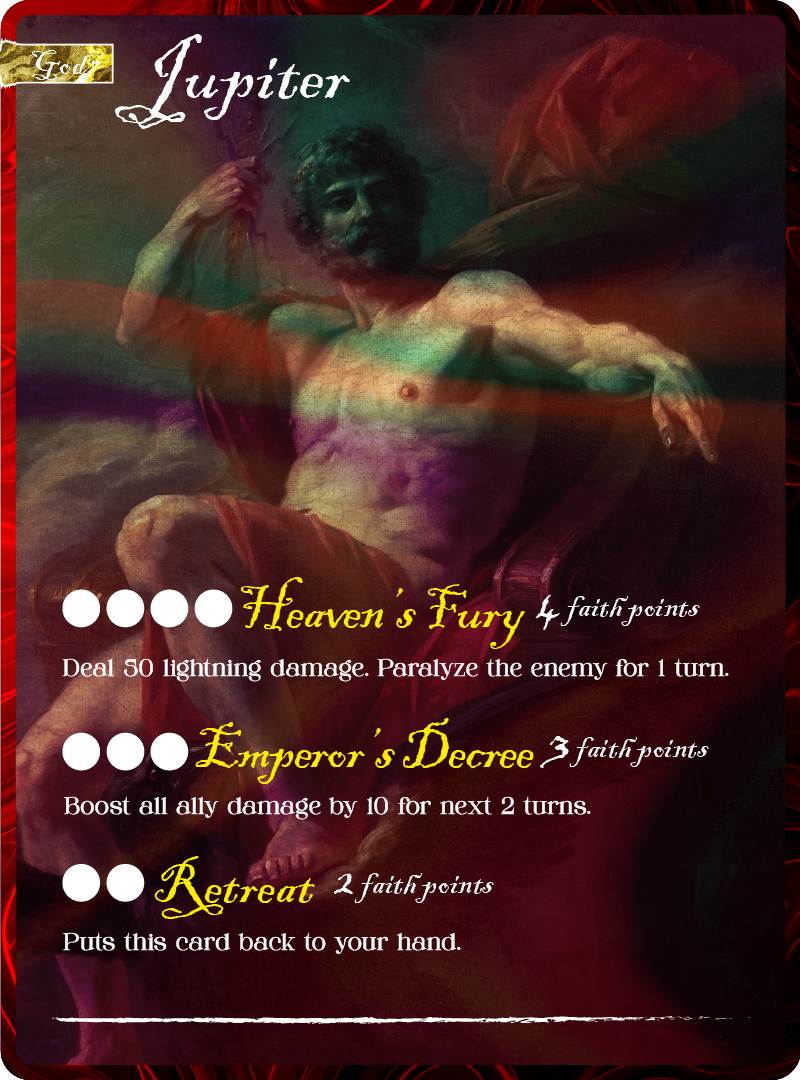 Gods
Jupiter
Heaven's Fury 4 faith points
Deal 50 lightning damage. Paralyze the enemy for 1 turn.
Emperor's Decree 3 faith points
Boost all ally damage by 10 for next 2 turns.
Retreat 2 faith points
Puts this card back to your hand.